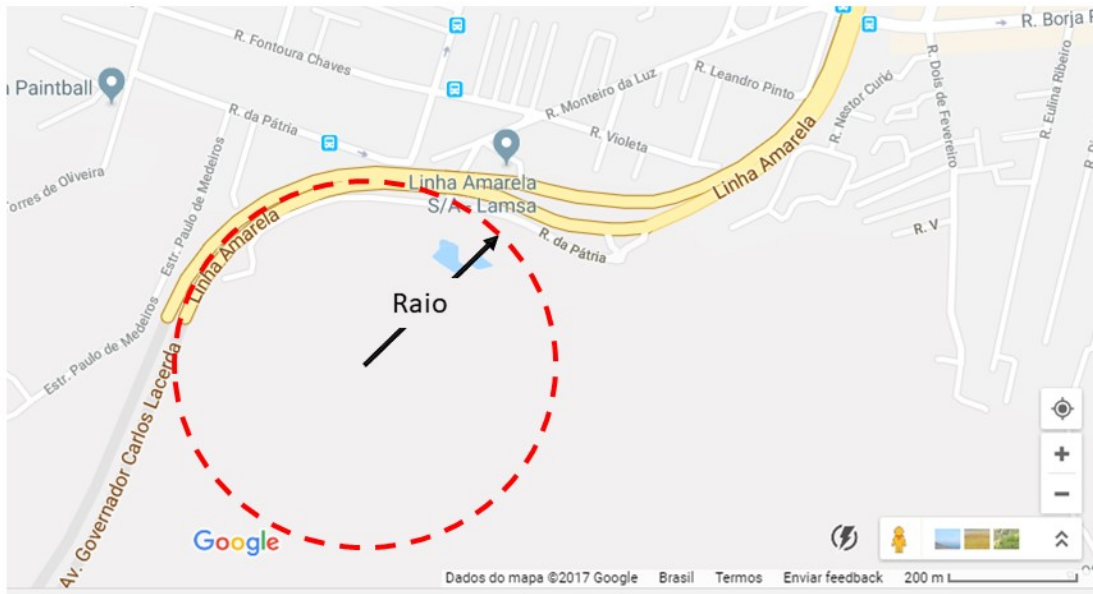 R. Borja R
R. Fontoura Chaves
R. Leandro Pinto
Paintball
R. Monteiro da Luz
R. Nestor Curki
R. Dois de Fevereiro
R. Eulina Ribeiro
R. da Pátria
R. Violeta
Torres de Oliveira
Estr. Paulo de Medeiros
Linha Amarela
S/A - Lamsa
Linha Amarela
Linha Amarela
R. da Pátria
R. V
Raio
Estr. Paulo de Medeiros
Av. Governador Carlos Lacerda
Google
Dados do mapa ©2017 Google Brasil Termos Enviar feedback 200 m